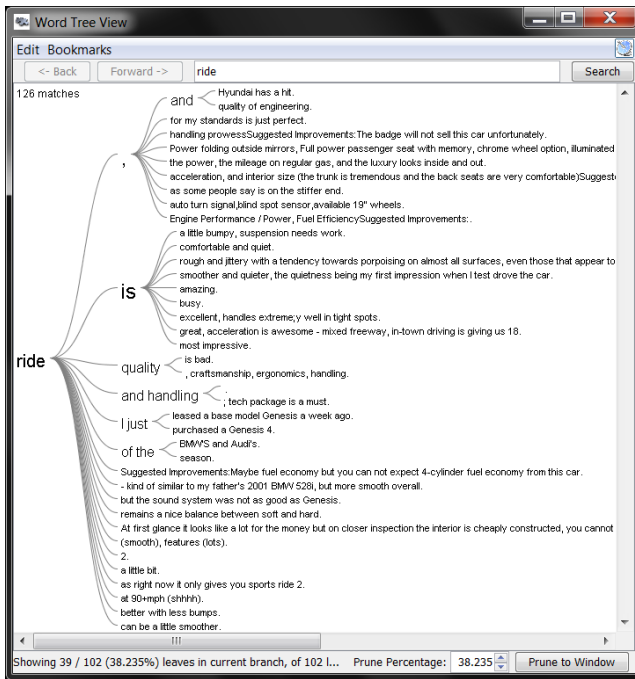 Word Tree View
Edit Bookmarks
<- Back Forward -> ride Search
126 matches
and
Hyundai has a hit.
quality of engineering.
for my standards is just perfect.
handling prowessSuggested Improvements:The badge will not sell this car unfortunately.
Power folding outside mirrors, Full power passenger seat with memory, chrome wheel option, illuminated
,
the power, the mileage on regular gas, and the luxury looks inside and out.
acceleration, and interior size (the trunk is tremendous and the back seats are very comfortable)Suggest
as some people say is on the stiffer end.
auto turn signal,blind spot sensor,available 19" wheels.
Engine Performance / Power, Fuel EfficiencySuggested Improvements:.
a little bumpy, suspension needs work.
comfortable and quiet.
rough and jittery with a tendency towards porpoising on almost all surfaces, even those that appear to
smoother and quieter, the quietness being my first impression when I test drove the car.
is
amazing.
busy.
excellent, handles extreme;y well in tight spots.
great, acceleration is awesome - mixed freeway, in-town driving is giving us 18.
most impressive.
ride
quality
is bad.
, craftsmanship, ergonomics, handling.
and handling
.
; tech package is a must.
I just
leased a base model Genesis a week ago.
purchased a Genesis 4.
of the
BMW'S and Audi's.
season.
Suggested Improvements:Maybe fuel economy but you can not expect 4-cylinder fuel economy from this car.
- kind of similar to my father's 2001 BMW 528i, but more smooth overall.
but the sound system was not as good as Genesis.
remains a nice balance between soft and hard.
At first glance it looks like a lot for the money but on closer inspection the interior is cheaply constructed, you cannot
(smooth), features (lots).
2.
a little bit.
as right now it only gives you sports ride 2.
at 90+mph (shhhh).
better with less bumps.
can be a little smoother.
Showing 39 / 102 (38.235%) leaves in current branch, of 102 l... Prune Percentage: 38.235 Prune to Window